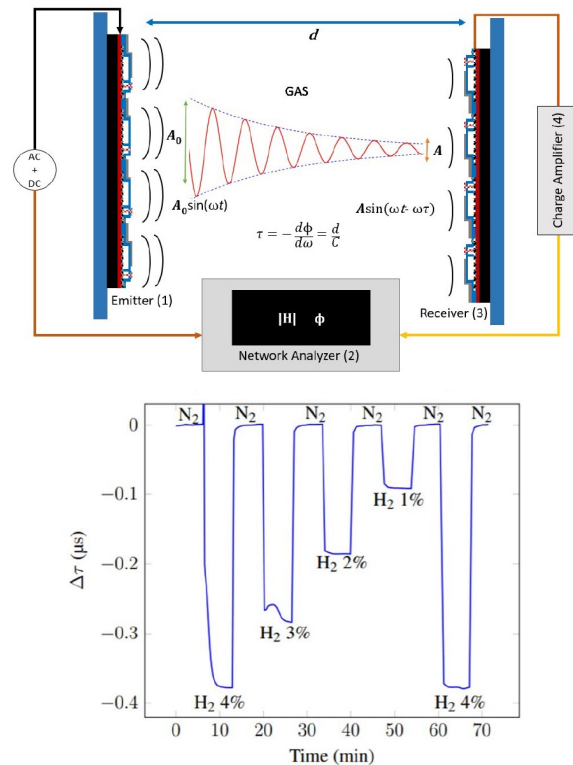 d
GAS
A₀
A
AC
+
DC
A₀sin(ωt)
Asin(ωt- ωτ)
τ = − dϕ/dω = d/C
Charge Amplifier (4)
Emitter (1)
Receiver (3)
|H| ϕ
Network Analyzer (2)
N₂ N₂ N₂ N₂ N₂ N₂
0
−0.1
−0.2
−0.3
−0.4
Δτ (μs)
H₂ 1%
H₂ 2%
H₂ 3%
H₂ 4% H₂ 4%
0 10 20 30 40 50 60 70
Time (min)